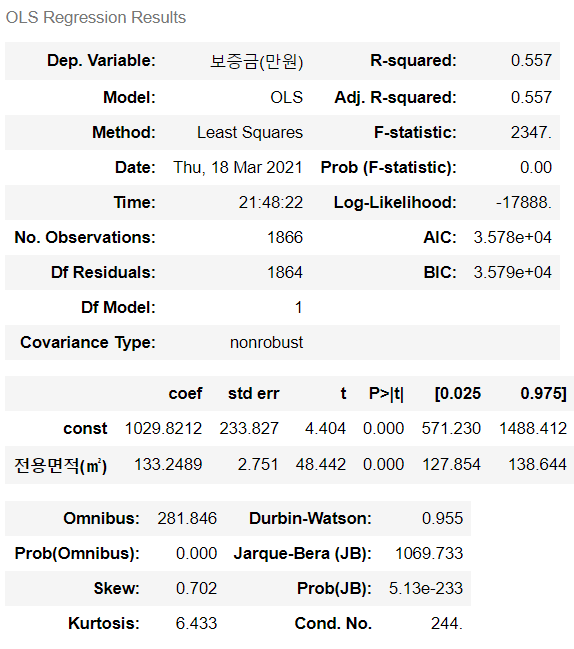 OLS Regression Results
Dep. Variable: 보증금(만원) R-squared: 0.557
Model: OLS Adj. R-squared: 0.557
Method: Least Squares F-statistic: 2347.
Date: Thu, 18 Mar 2021 Prob (F-statistic): 0.00
Time: 21:48:22 Log-Likelihood: -17888.
No. Observations: 1866 AIC: 3.578e+04
Df Residuals: 1864 BIC: 3.579e+04
Df Model: 1
Covariance Type: nonrobust
coef std err t P>|t| [0.025 0.975]
const 1029.8212 233.827 4.404 0.000 571.230 1488.412
전용면적(㎡) 133.2489 2.751 48.442 0.000 127.854 138.644
Omnibus: 281.846 Durbin-Watson: 0.955
Prob(Omnibus): 0.000 Jarque-Bera (JB): 1069.733
Skew: 0.702 Prob(JB): 5.13e-233
Kurtosis: 6.433 Cond. No. 244.